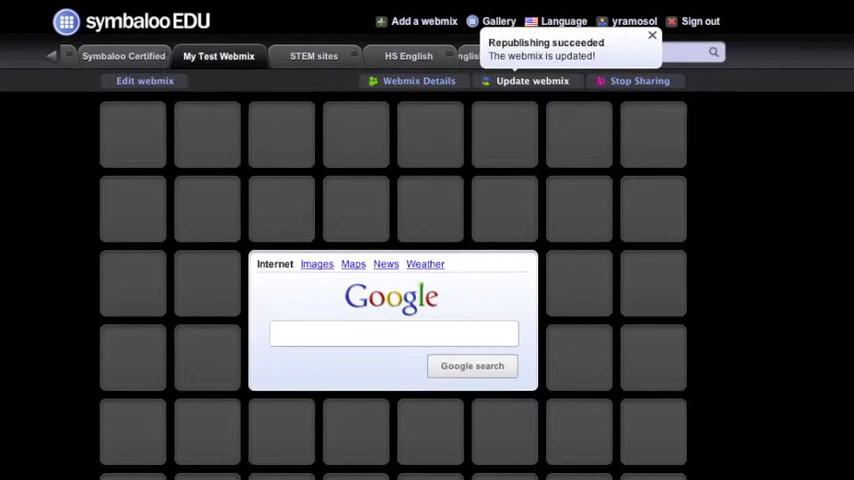 symbaloo EDU
Add a webmix
Gallery
Language
yramosol
Sign out
Republishing succeeded
The webmix is updated!
Symbaloo Certified
My Test Webmix
STEM sites
HS English
Edit webmix
Webmix Details
Update webmix
Stop Sharing
Internet Images Maps News Weather
Google
Google search